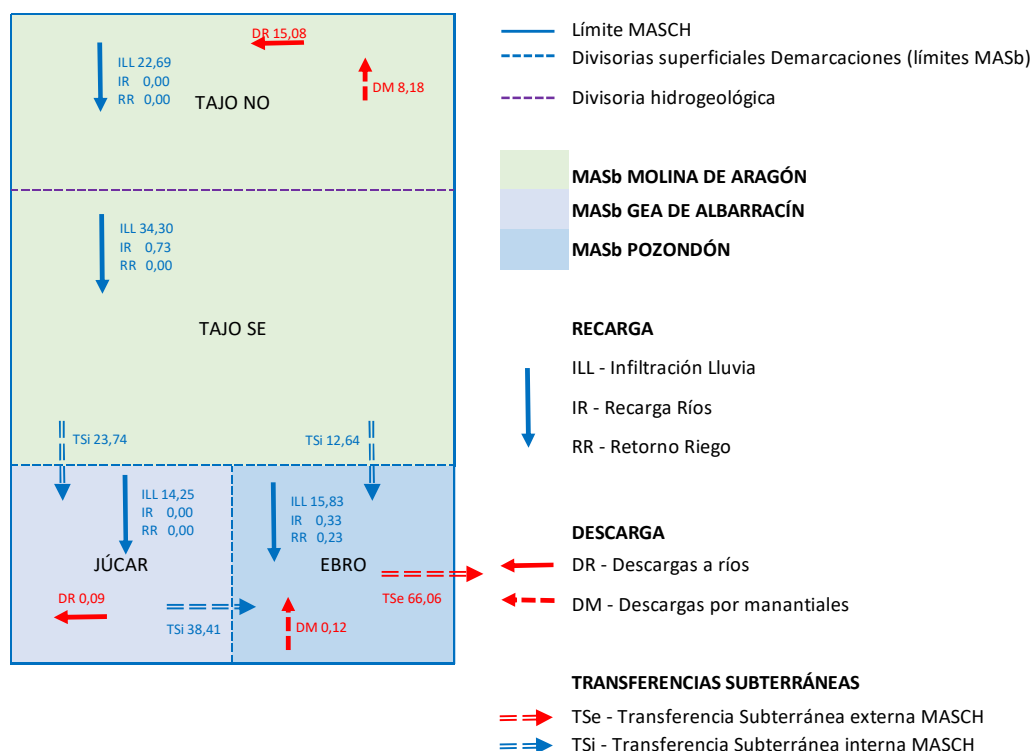 DR 15,08
ILL 22,69
IR 0,00
RR 0,00
DM 8,18
TAJO NO
ILL 34,30
IR 0,73
RR 0,00
TAJO SE
TSi 23,74
TSi 12,64
ILL 14,25
IR 0,00
RR 0,00
ILL 15,83
IR 0,33
RR 0,23
JÚCAR
EBRO
DR 0,09
TSi 38,41
DM 0,12
TSe 66,06
Límite MASCH
Divisorias superficiales Demarcaciones (límites MASb)
Divisoria hidrogeológica
MASb MOLINA DE ARAGÓN
MASb GEA DE ALBARRACÍN
MASb POZONDÓN
RECARGA
ILL - Infiltración Lluvia
IR - Recarga Ríos
RR - Retorno Riego
DESCARGA
DR - Descargas a ríos
DM - Descargas por manantiales
TRANSFERENCIAS SUBTERRÁNEAS
TSe - Transferencia Subterránea externa MASCH
TSi - Transferencia Subterránea interna MASCH